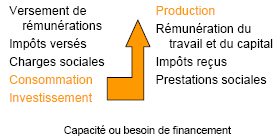 Versement de
rémunérations
Impôts versés
Charges sociales
Consommation
Investissement
Production
Rémunération du
travail et du capital
Impôts reçus
Prestations sociales
Capacité ou besoin de financement